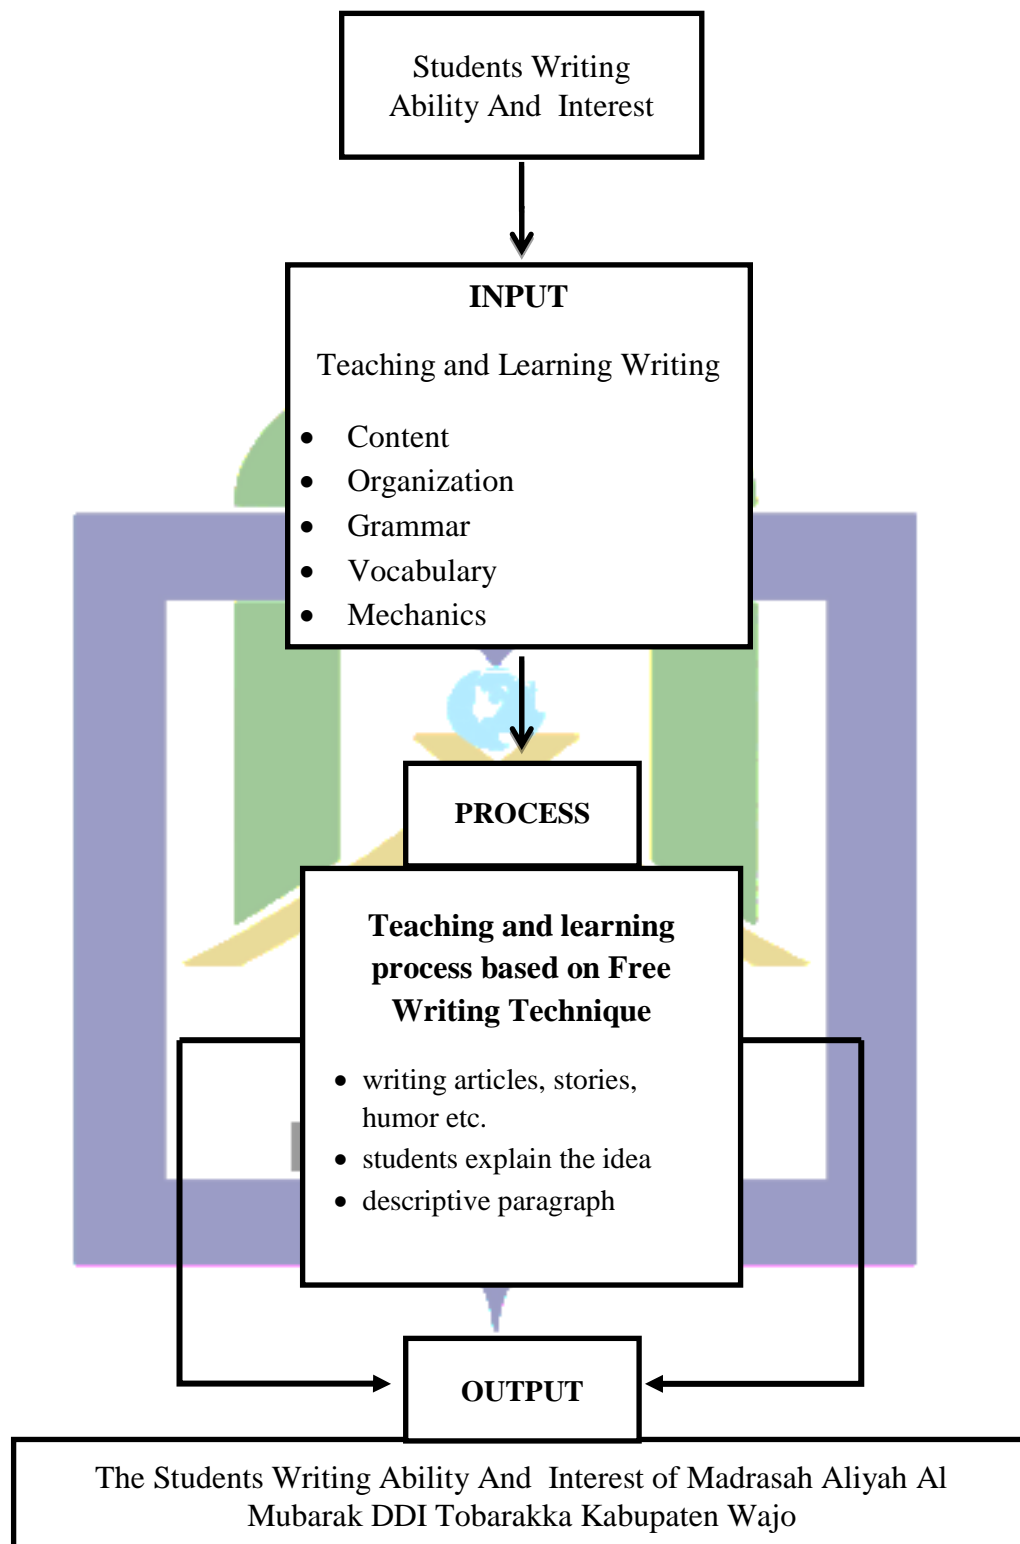 Students Writing
Ability And Interest
INPUT
Teaching and Learning Writing
• Content
• Organization
• Grammar
• Vocabulary
• Mechanics
PROCESS
Teaching and learning
process based on Free
Writing Technique
• writing articles, stories,
humor etc.
• students explain the idea
• descriptive paragraph
OUTPUT
The Students Writing Ability And Interest of Madrasah Aliyah Al
Mubarak DDI Tobarakka Kabupaten Wajo